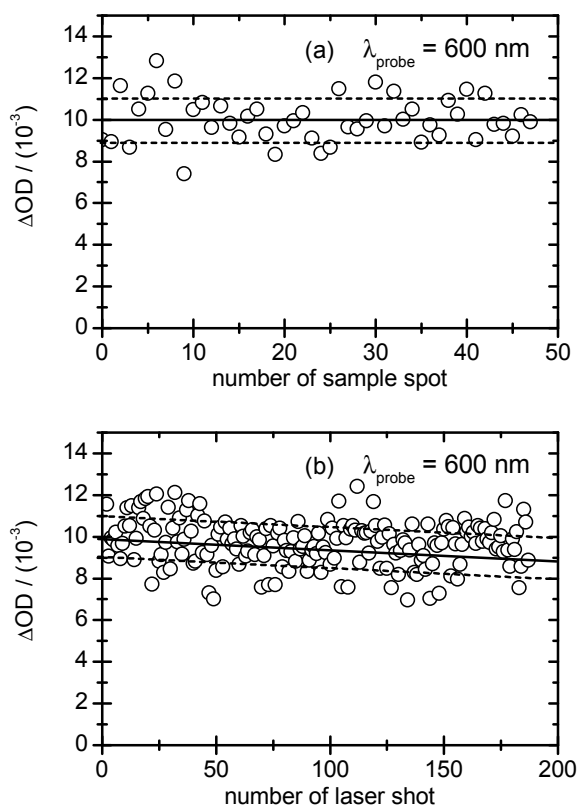 14
12
10
8
6
4
2
0
ΔOD / (10⁻³)
(a) λprobe = 600 nm
0 10 20 30 40 50
number of sample spot
14
12
10
8
6
4
2
0
ΔOD / (10⁻³)
(b) λprobe = 600 nm
0 50 100 150 200
number of laser shot